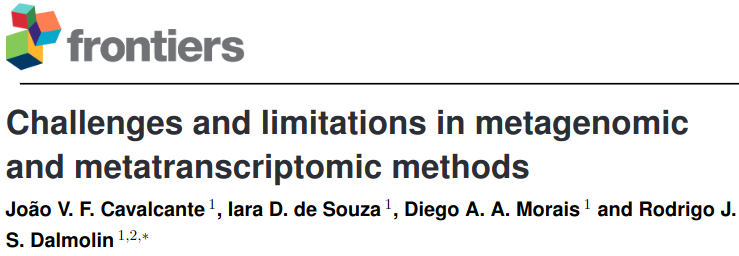 frontiers
Challenges and limitations in metagenomic
and metatranscriptomic methods
João V. F. Cavalcante 1, Iara D. de Souza 1, Diego A. A. Morais 1 and Rodrigo J.
S. Dalmolin 1,2,*